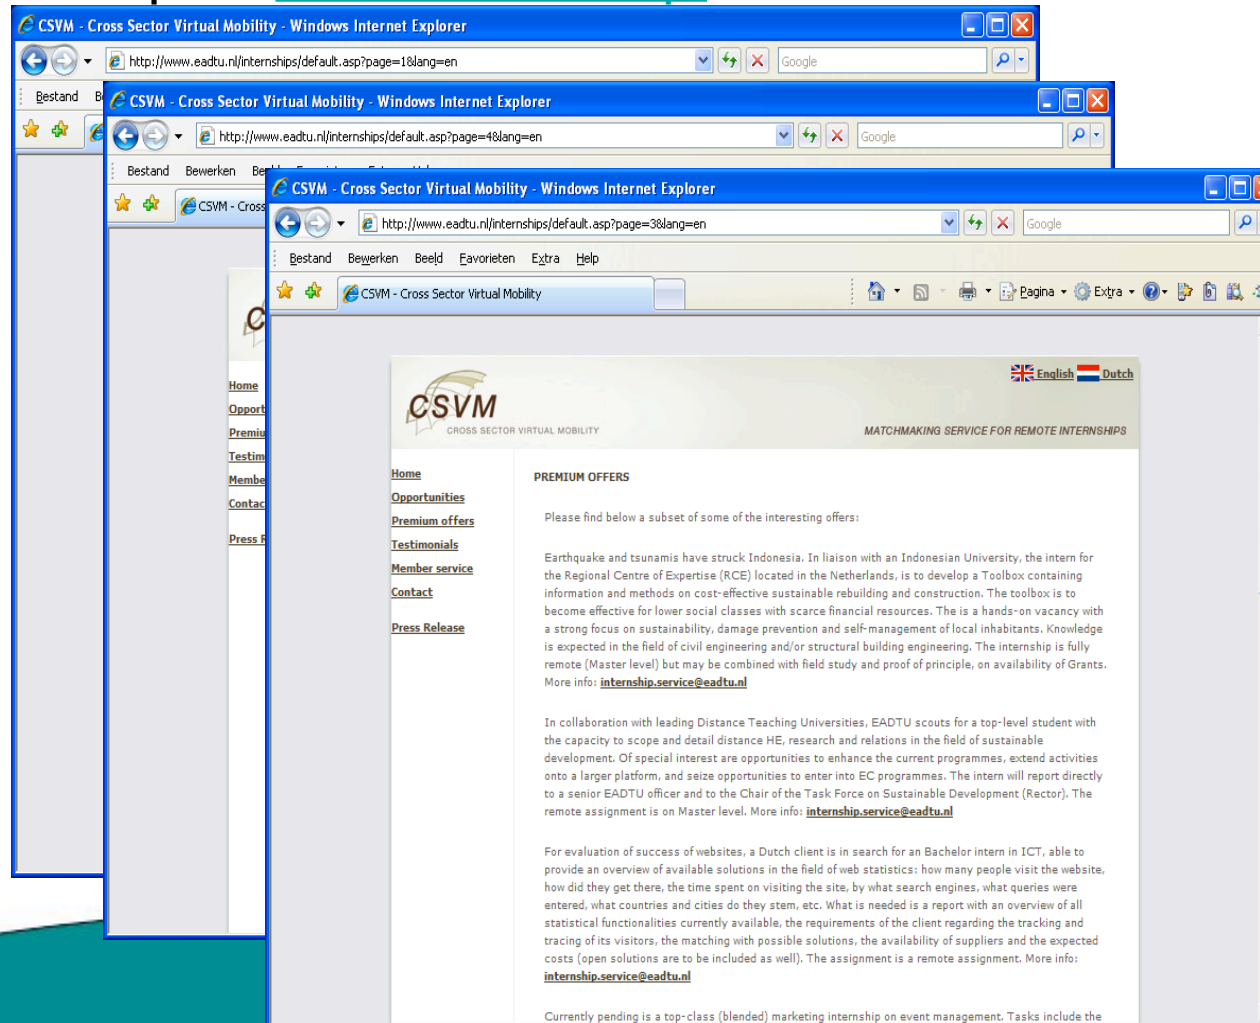 CSVM - Cross Sector Virtual Mobility - Windows Internet Explorer
http://www.eadtu.nl/internships/default.asp?page=1&lang=en
Google
Bestand
CSVM - Cross Sector Virtual Mobility - Windows Internet Explorer
http://www.eadtu.nl/internships/default.asp?page=4&lang=en
Google
Bestand Bewerken
CSVM - Cross
Home
Opport
Premiu
Testim
Membe
Contac
Press R
CSVM - Cross Sector Virtual Mobility - Windows Internet Explorer
http://www.eadtu.nl/internships/default.asp?page=3&lang=en
Google
Bestand Bewerken Beeld Favorieten Extra Help
CSVM - Cross Sector Virtual Mobility
Pagina Extra
English Dutch
CSVM
CROSS SECTOR VIRTUAL MOBILITY
MATCHMAKING SERVICE FOR REMOTE INTERNSHIPS
Home
Opportunities
Premium offers
Testimonials
Member service
Contact
Press Release
PREMIUM OFFERS
Please find below a subset of some of the interesting offers:
Earthquake and tsunamis have struck Indonesia. In liaison with an Indonesian University, the intern for
the Regional Centre of Expertise (RCE) located in the Netherlands, is to develop a Toolbox containing
information and methods on cost-effective sustainable rebuilding and construction. The toolbox is to
become effective for lower social classes with scarce financial resources. The is a hands-on vacancy with
a strong focus on sustainability, damage prevention and self-management of local inhabitants. Knowledge
is expected in the field of civil engineering and/or structural building engineering. The internship is fully
remote (Master level) but may be combined with field study and proof of principle, on availability of Grants.
More info: internship.service@eadtu.nl
In collaboration with leading Distance Teaching Universities, EADTU scouts for a top-level student with
the capacity to scope and detail distance HE, research and relations in the field of sustainable
development. Of special interest are opportunities to enhance the current programmes, extend activities
onto a larger platform, and seize opportunities to enter into EC programmes. The intern will report directly
to a senior EADTU officer and to the Chair of the Task Force on Sustainable Development (Rector). The
remote assignment is on Master level. More info: internship.service@eadtu.nl
For evaluation of success of websites, a Dutch client is in search for an Bachelor intern in ICT, able to
provide an overview of available solutions in the field of web statistics: how many people visit the website,
how did they get there, the time spent on visiting the site, by what search engines, what queries were
entered, what countries and cities do they stem, etc. What is needed is a report with an overview of all
statistical functionalities currently available, the requirements of the client regarding the tracking and
tracing of its visitors, the matching with possible solutions, the availability of suppliers and the expected
costs (open solutions are to be included as well). The assignment is a remote assignment. More info:
internship.service@eadtu.nl
Currently pending is a top-class (blended) marketing internship on event management. Tasks include the